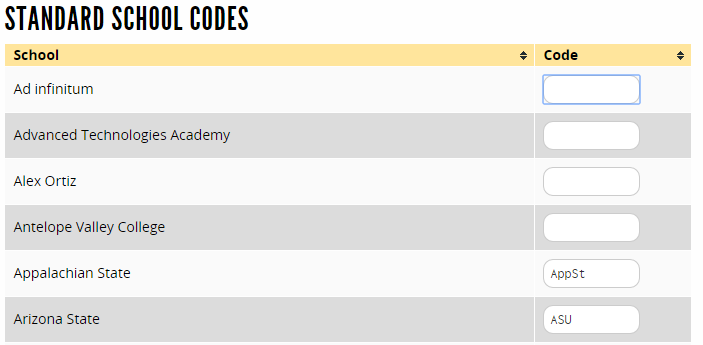 STANDARD SCHOOL CODES
School Code
Ad infinitum
Advanced Technologies Academy
Alex Ortiz
Antelope Valley College
Appalachian State AppSt
Arizona State ASU